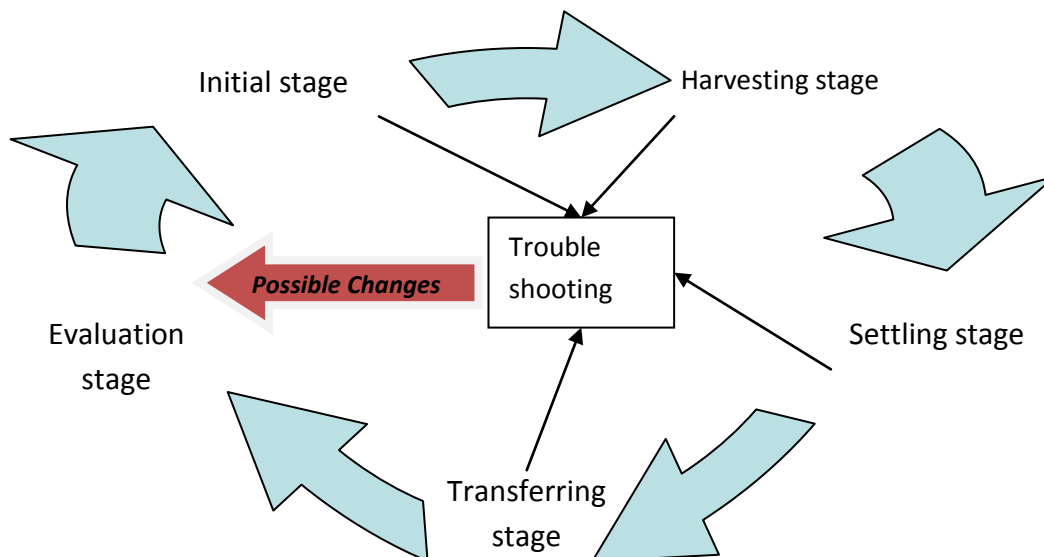 Initial stage
Harvesting stage
Trouble
shooting
Possible Changes
Evaluation
stage
Settling stage
Transferring
stage